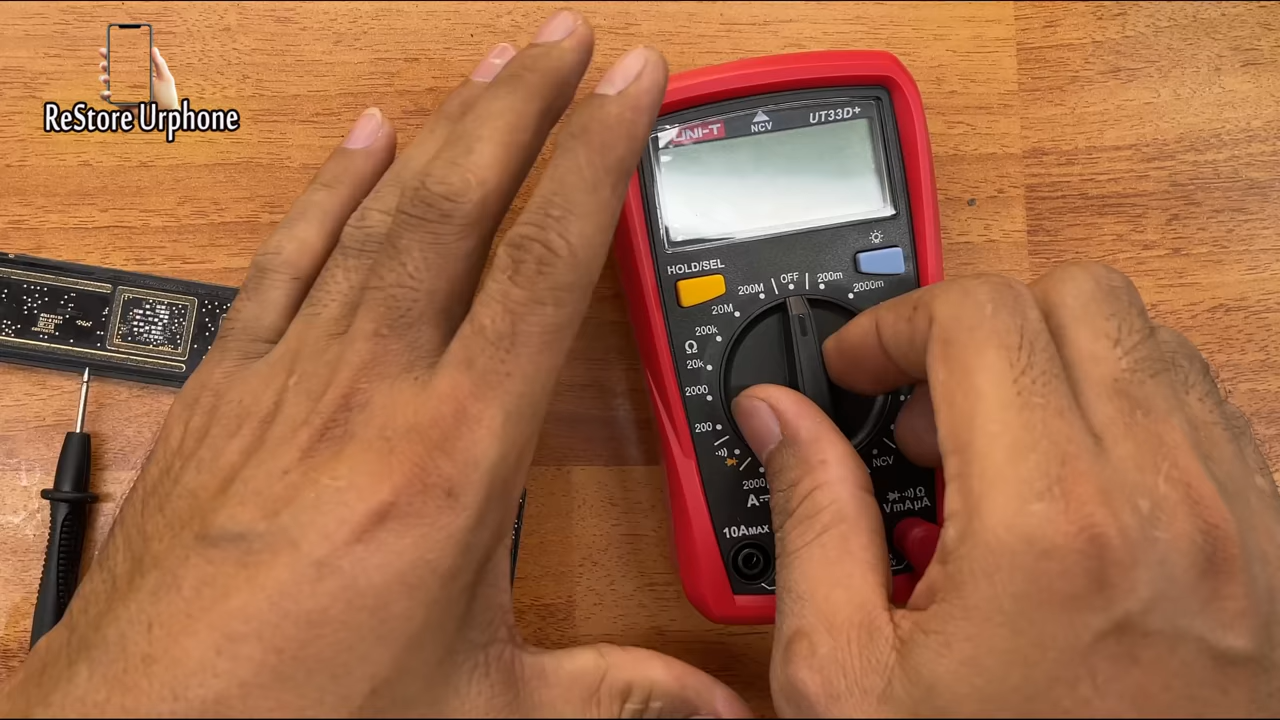 ReStore Urphone
UNI-T
NCV
UT33D+
HOLD/SEL
OFF
200M
200m
2000m
20M
200k
Ω
20k
2000
200
2000
NCV
A
Ω
VmAµA
10AMAX